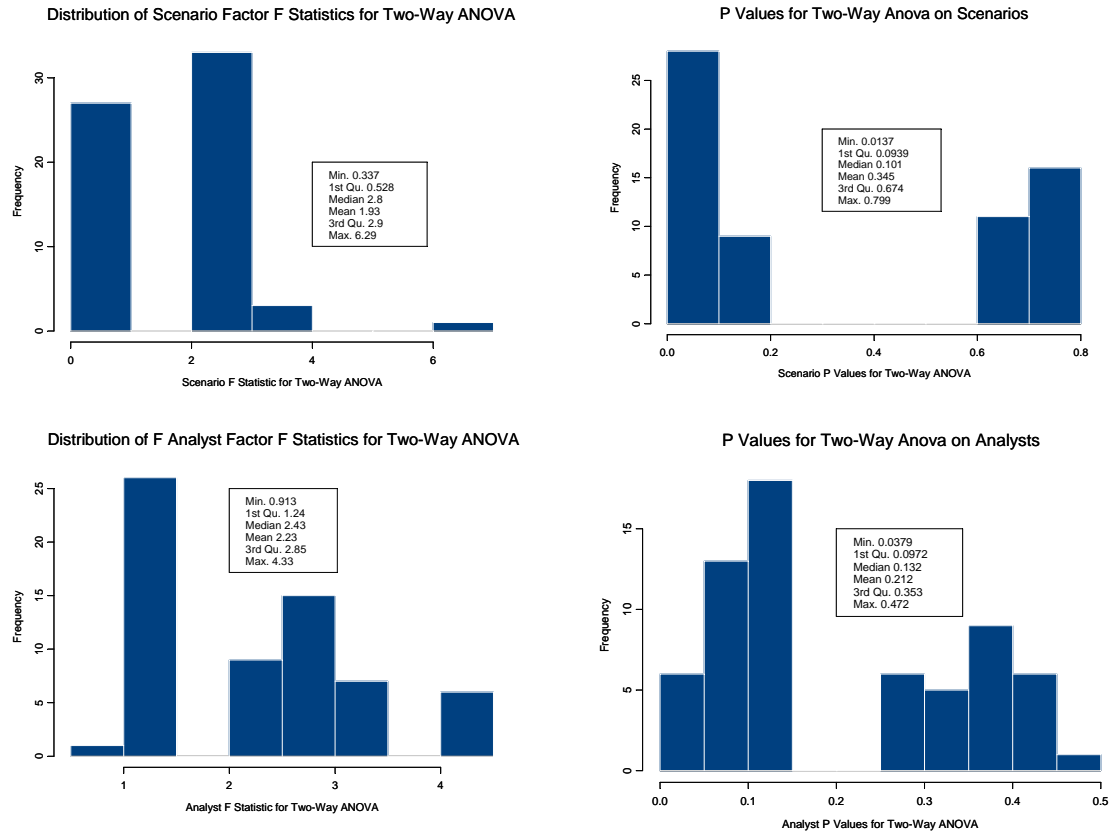 Distribution of Scenario Factor F Statistics for Two-Way ANOVA
Frequency
30
20
10
0
Min. 0.337
1st Qu. 0.528
Median 2.8
Mean 1.93
3rd Qu. 2.9
Max. 6.29
0 2 4 6
Scenario F Statistic for Two-Way ANOVA
P Values for Two-Way Anova on Scenarios
Frequency
25
20
15
10
5
0
Min. 0.0137
1st Qu. 0.0939
Median 0.101
Mean 0.345
3rd Qu. 0.674
Max. 0.799
0.0 0.2 0.4 0.6 0.8
Scenario P Values for Two-Way ANOVA
Distribution of F Analyst Factor F Statistics for Two-Way ANOVA
Frequency
25
20
15
10
5
0
Min. 0.913
1st Qu. 1.24
Median 2.43
Mean 2.23
3rd Qu. 2.85
Max. 4.33
1 2 3 4
Analyst F Statistic for Two-Way ANOVA
P Values for Two-Way Anova on Analysts
Frequency
15
10
5
0
Min. 0.0379
1st Qu. 0.0972
Median 0.132
Mean 0.212
3rd Qu. 0.353
Max. 0.472
0.0 0.1 0.2 0.3 0.4 0.5
Analyst P Values for Two-Way ANOVA